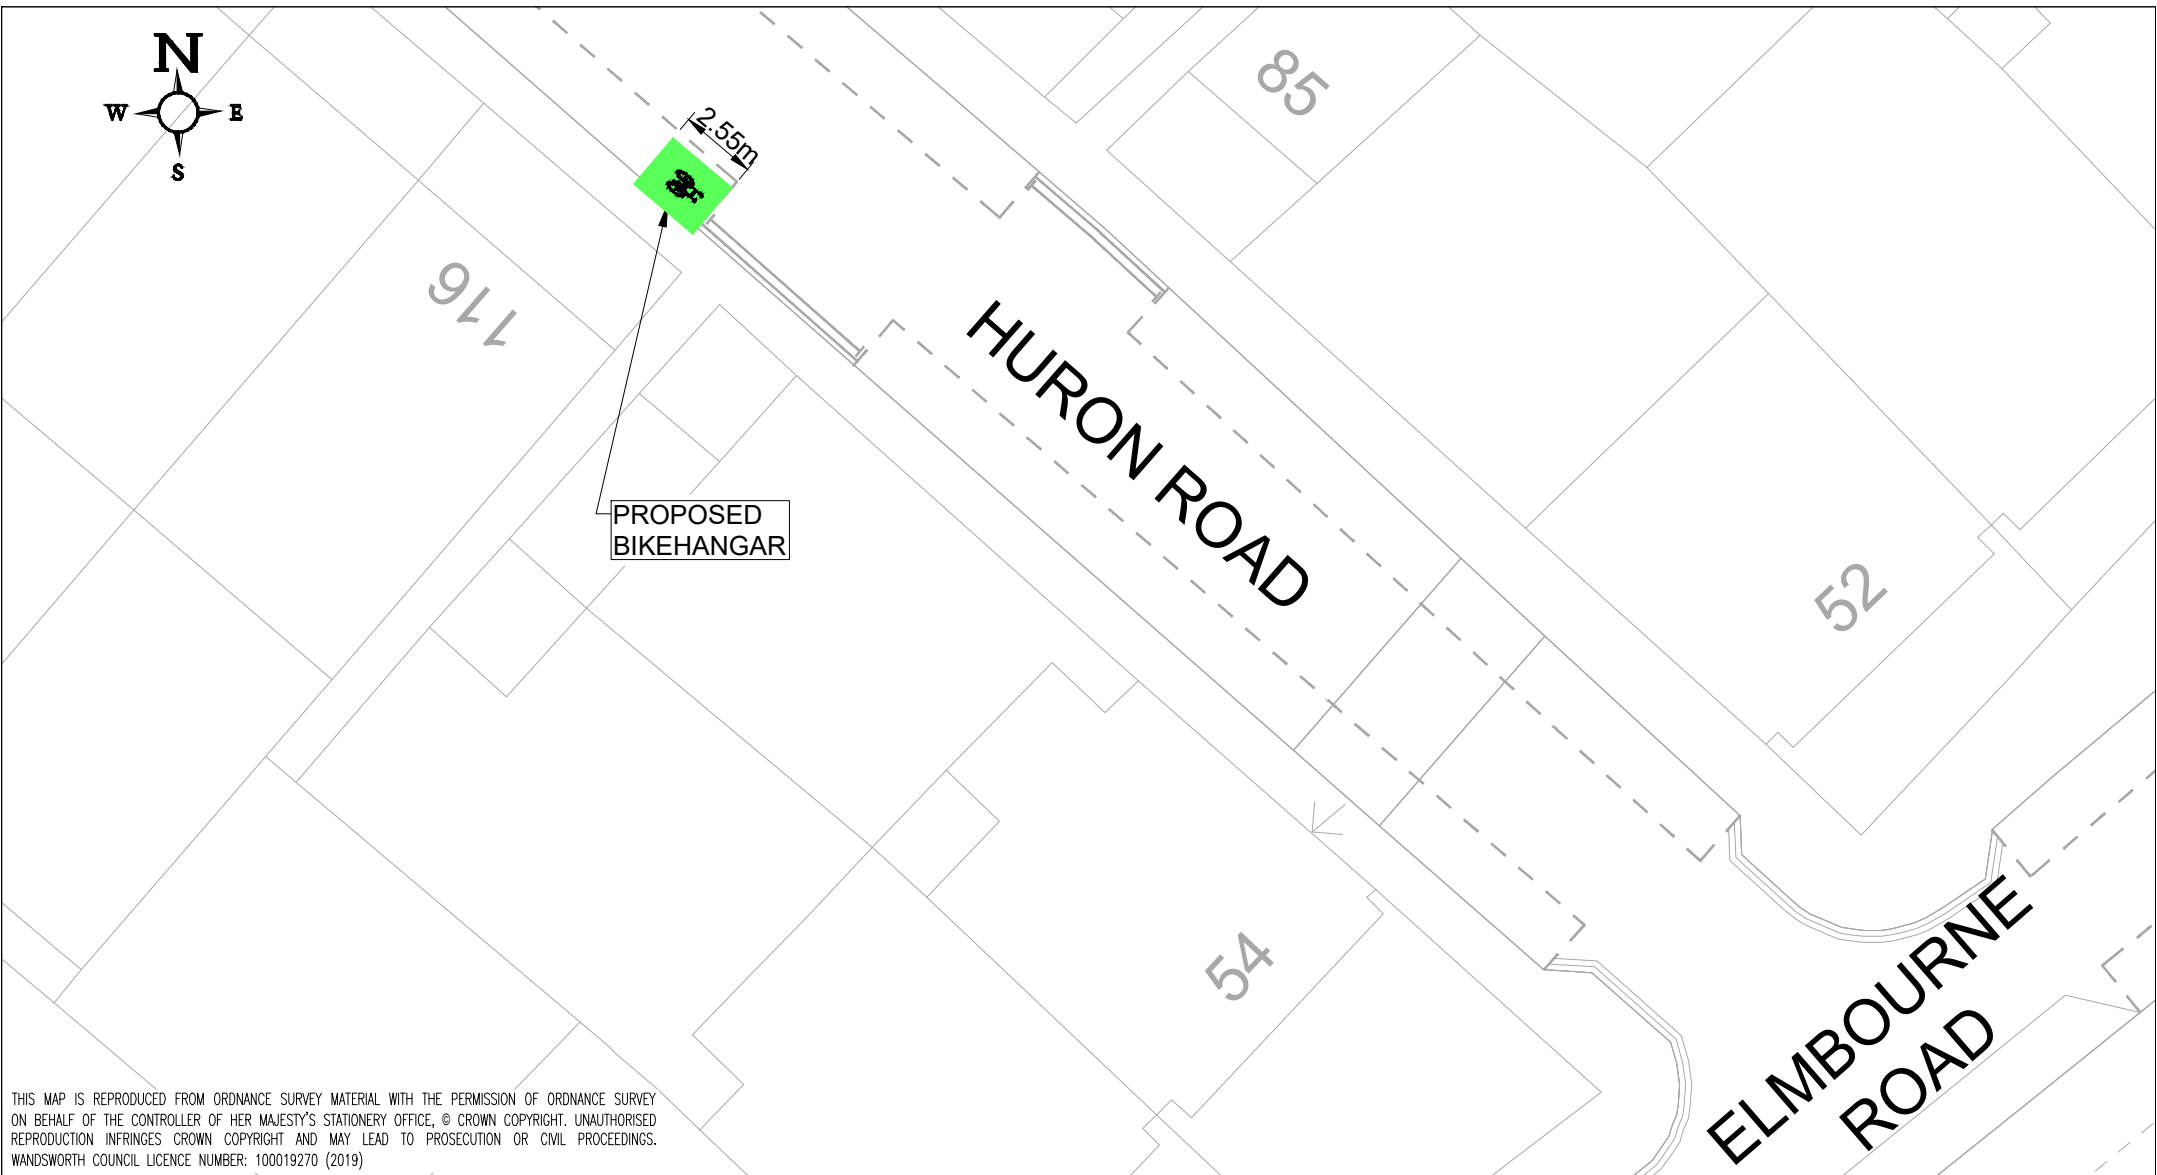 N
W E
S
2.55m
85
116
HURON ROAD
PROPOSED
BIKEHANGAR
52
54
ELMBOURNE
ROAD
THIS MAP IS REPRODUCED FROM ORDNANCE SURVEY MATERIAL WITH THE PERMISSION OF ORDNANCE SURVEY
ON BEHALF OF THE CONTROLLER OF HER MAJESTY'S STATIONERY OFFICE, © CROWN COPYRIGHT. UNAUTHORISED
REPRODUCTION INFRINGES CROWN COPYRIGHT AND MAY LEAD TO PROSECUTION OR CIVIL PROCEEDINGS.
WANDSWORTH COUNCIL LICENCE NUMBER: 100019270 (2019)